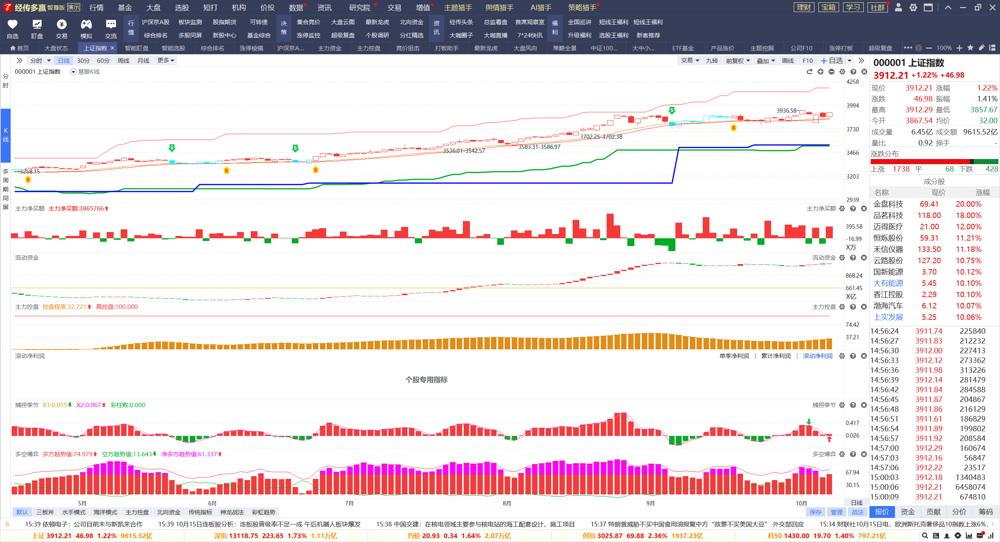 经传多赢 智尊版 演示 行情 基金 大盘 选股 短打 机构 价投 数据 资讯 研究院 交易 增值 主题猎手 舆情猎手 AI猎手 策略猎手 理财 宝箱 学习 社群
自选 盯盘 交易 模拟 交流
行情 沪深京A股 板块监测 股指期货 可转债 决策 集合竞价 大盘云图 最新龙虎 北向资金 资讯 经传头条 总监看盘 首席观察室 福利 全国巡讲 短线王福利 短线王福利
综合排名 多股同屏 新股中心 基金综合 涨停监控 超级复盘 个股调研 分红精选 大咖圈子 大咖直播 7*24快讯 升级福利 选股王福利 新客推荐
首页 大盘状态 上证指数 智能盯盘 智能选股 综合排名 涨停棱镜 沪深京A... 主力资金 主力控盘 竞价狙击 打板助手 最新龙虎 大盘风向 策略全景 中证100... 大中小... ETF基金 产品涨价 主题挖掘 公司F10 涨停打板 超级复盘 100%
分时 日线 30分 60分 周线 月线 更多 交易 九转 前复权 叠加 画线 F10 自选
分时
K线
多周期同屏
000001 上证指数 慧眼K线
4258
3994
3730
3466
3203
2939
3936.58
3702.25-3702.38
3583.31-3586.97
3536.01-3542.57
3258.15
S
S
S
B
B
B
B
主力净买额 主力净买额:3865766 主力净买额
395.58
-16.99
X万
流动资金 流动资金
868.24
661.45
X亿
主力控盘 控盘程度:32.721 高控盘:100.000 主力控盘
74.42
37.21
滚动净利润 单季净利润 累计净利润 滚动净利润
个股专用指标
捕捞季节 X1:0.055 X2:0.067 彩柱数:0.000 捕捞季节
0.417
0.026
多空博弈 多方趋势值:74.979 空方趋势值:13.643 净多方趋势值:61.337 多空博弈
67.94
30.15
5月 6月 7月 8月 9月 10月 日线
默认 三板斧 水手模式 海洋模式 主力控盘 北向资金 传统指标 神龙战法 彩虹趋势 保存 管理 战法
000001 上证指数
3912.21 +1.22% +46.98
现价 3912.21 涨幅 1.22%
涨跌 46.98 振幅 1.41%
最高 3912.29 最低 3857.67
今开 3867.54 均价 32.00
成交量 6.45亿 成交额 9615.52亿
量比 0.92 换手 -
涨跌分布
上涨 1738 平 68 下跌 428
成分股
名称 现价 涨幅
金盘科技 69.41 20.00%
品茗科技 118.00 18.00%
迈得医疗 21.00 12.00%
恒烁股份 59.31 11.21%
禾信仪器 133.50 11.18%
云路股份 127.20 10.75%
国新能源 3.70 10.12%
大有能源 5.45 10.10%
香江控股 2.29 10.10%
渤海汽车 6.12 10.07%
上实发展 5.25 10.06%
14:56:24 3911.74 225840
14:56:27 3911.83 212232
14:56:30 3912.00 227413
14:56:33 3912.12 273362
14:56:36 3911.98 313226
14:56:39 3912.14 281479
14:56:42 3911.84 284588
14:56:45 3911.87 204867
14:56:48 3911.86 216129
14:56:51 3911.61 186829
14:56:54 3911.89 199802
14:56:57 3911.92 208584
14:57:00 3912.29 160674
14:57:03 3912.16 56847
14:57:06 3912.22 23517
15:00:03 3912.18 1340483
15:00:06 3912.21 6458074
15:00:09 3912.21 674810
报价 资金 贡献 分价 筹码
15:39 依顿电子：公司目前未与新凯来合作 15:39 10月15日连板股分析：连板股晋级率不足一成 午后机器人板块爆发 15:38 中国交建：在核电领域主要参与核电站的海工配套设计、施工项目 15:37 特朗普威胁不买中国食用油报复中方“故意不买美国大豆” 外交部回应 15:34 财联社10月15日电，欧洲斯托克奢侈品10指数上涨6%，
上证 3912.21 46.98 1.22% 9615.52亿 深指 13118.75 223.65 1.73% 1.11万亿 均价 20.93 0.34 1.64% 2.07万亿 创指 3025.87 69.88 2.36% 1937.23亿 科50 1430.00 19.70 1.40% 797.21亿